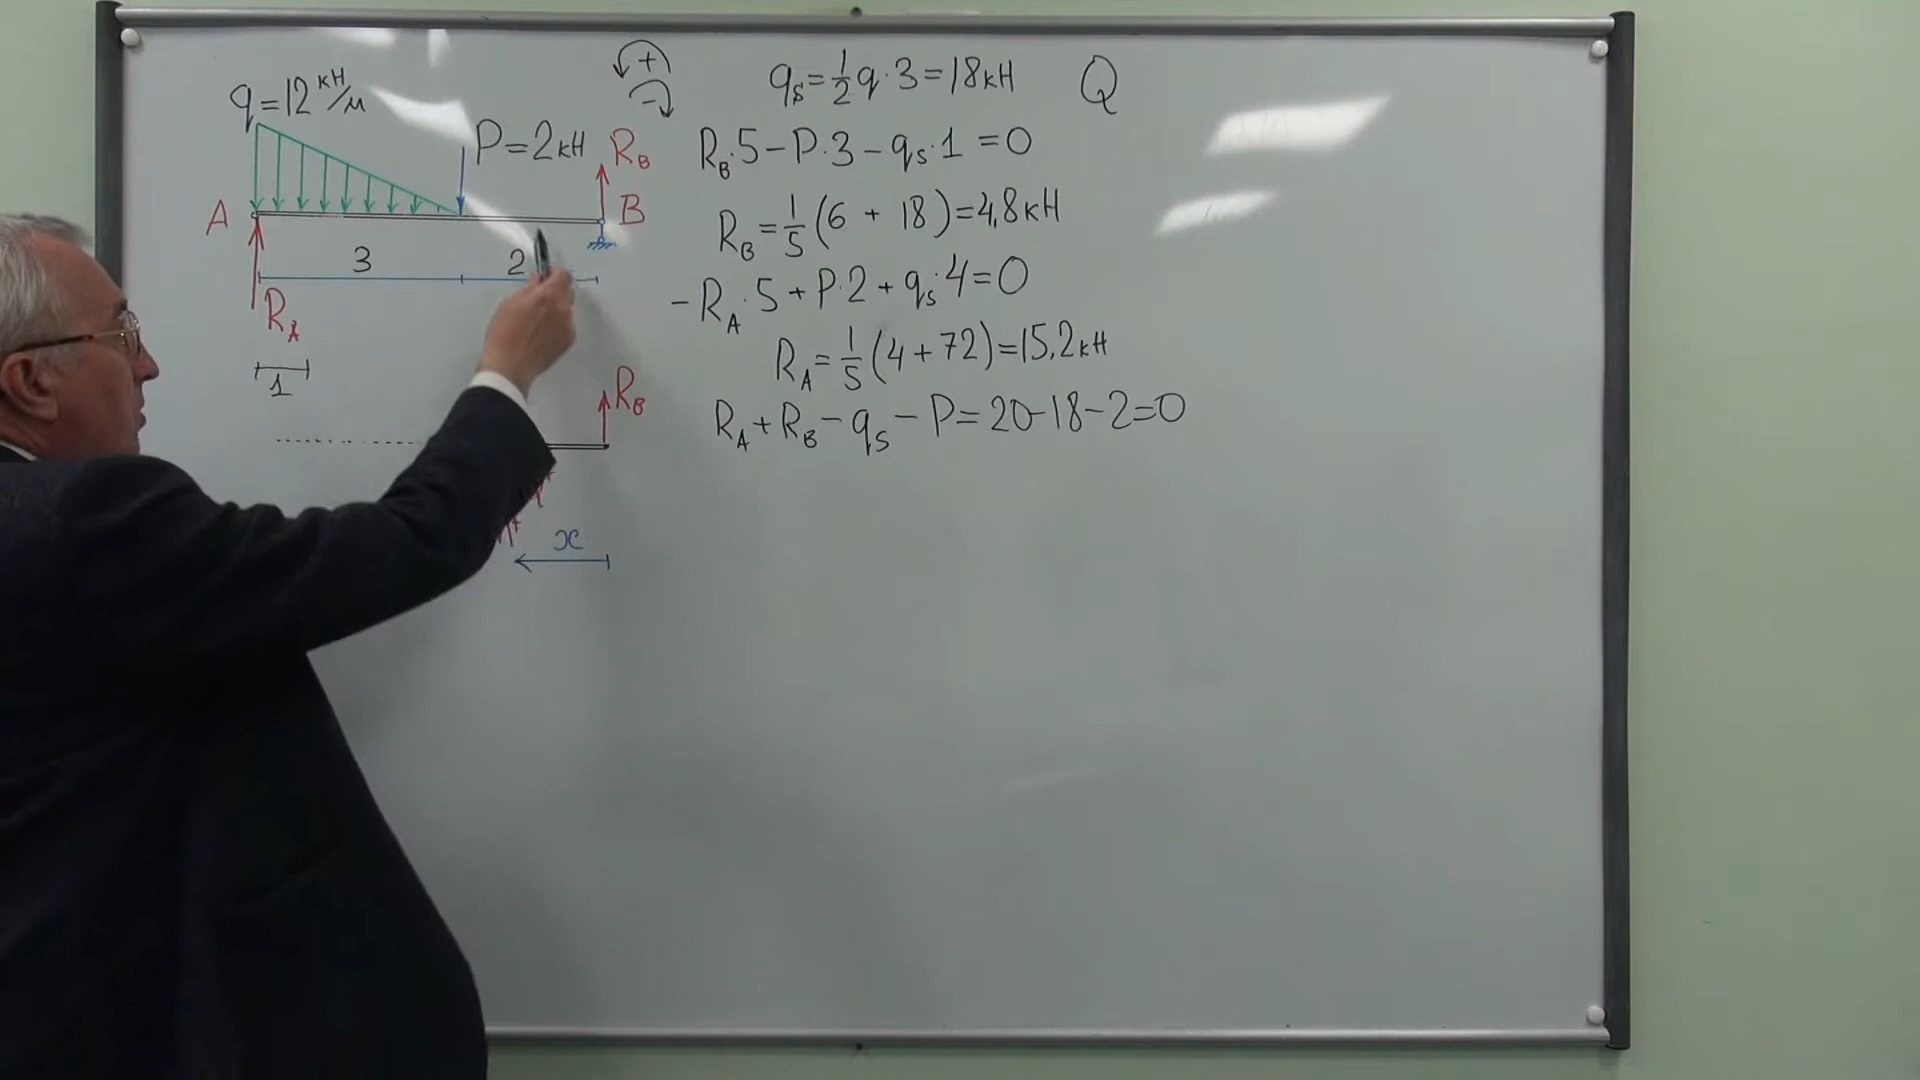 q=12 кН/м
P=2кН
R_B
A
B
3
2
R_A
1
R_B
x
+
-
q_S=1/2 q·3=18кН
Q
R_B·5-P·3-q_S·1=0
R_B=1/5(6+18)=4,8кН
-R_A·5+P·2+q_S·4=0
R_A=1/5(4+72)=15,2кН
R_A+R_B-q_S-P=20-18-2=0